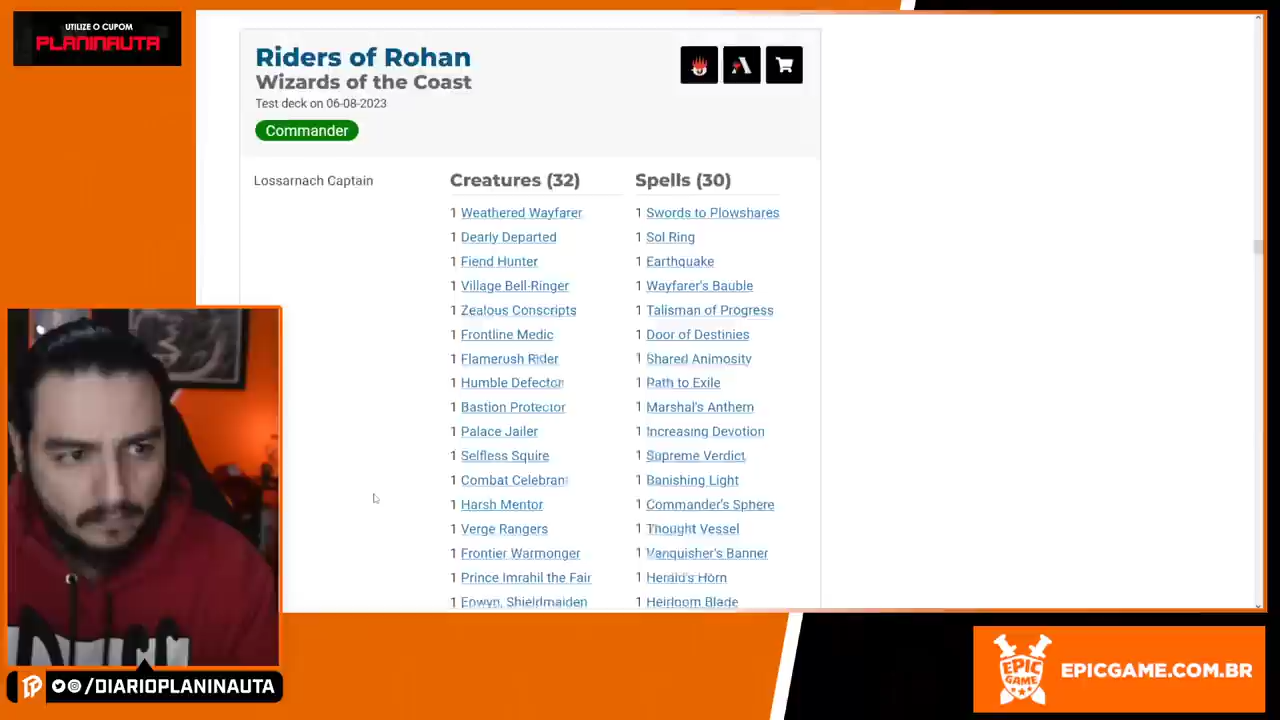 UTILIZE O CUPOM
PLANINAUTA
Riders of Rohan
Wizards of the Coast
Test deck on 06-08-2023
Commander
Lossarnach Captain
Creatures (32)
1 Weathered Wayfarer
1 Dearly Departed
1 Fiend Hunter
1 Village Bell-Ringer
1 Zealous Conscripts
1 Frontline Medic
1 Flamerush Rider
1 Humble Defector
1 Bastion Protector
1 Palace Jailer
1 Selfless Squire
1 Combat Celebrant
1 Harsh Mentor
1 Verge Rangers
1 Frontier Warmonger
1 Prince Imrahil the Fair
1 Eowyn, Shieldmaiden
Spells (30)
1 Swords to Plowshares
1 Sol Ring
1 Earthquake
1 Wayfarer's Bauble
1 Talisman of Progress
1 Door of Destinies
1 Shared Animosity
1 Path to Exile
1 Marshal's Anthem
1 Increasing Devotion
1 Supreme Verdict
1 Banishing Light
1 Commander's Sphere
1 Thought Vessel
1 Vanquisher's Banner
1 Herald's Horn
1 Heirloom Blade
/DIARIOPLANINAUTA
EPIC
GAME
EPICGAME.COM.BR